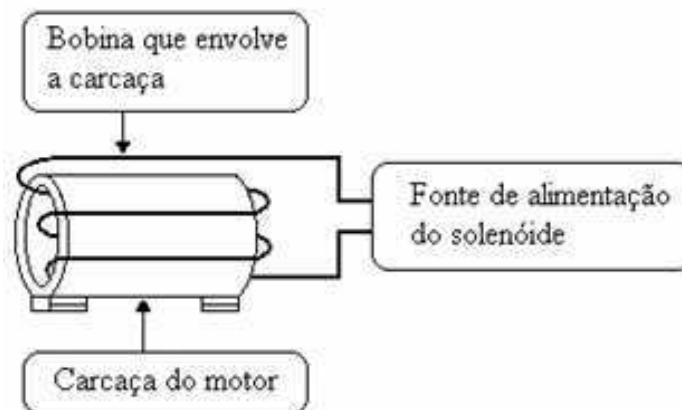 Bobina que envolve
a carcaça
Fonte de alimentação
do solenóide
Carcaça do motor